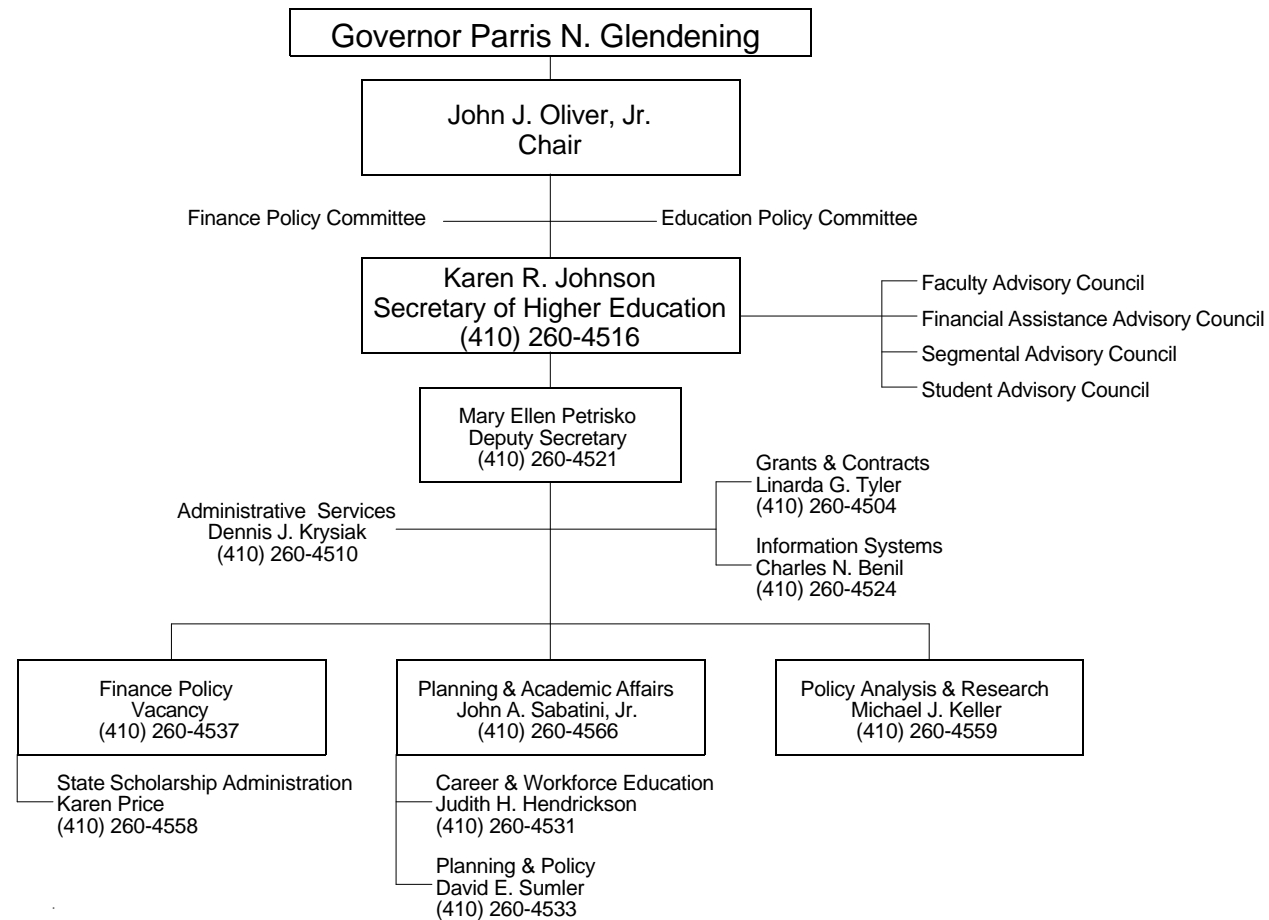 Governor Parris N. Glendening
John J. Oliver, Jr.
Chair
Finance Policy Committee
Education Policy Committee
Karen R. Johnson
Secretary of Higher Education
(410) 260-4516
Faculty Advisory Council
Financial Assistance Advisory Council
Segmental Advisory Council
Student Advisory Council
Mary Ellen Petrisko
Deputy Secretary
(410) 260-4521
Grants & Contracts
Linarda G. Tyler
(410) 260-4504
Administrative Services
Dennis J. Krysiak
(410) 260-4510
Information Systems
Charles N. Benil
(410) 260-4524
Finance Policy
Vacancy
(410) 260-4537
Planning & Academic Affairs
John A. Sabatini, Jr.
(410) 260-4566
Policy Analysis & Research
Michael J. Keller
(410) 260-4559
State Scholarship Administration
Karen Price
(410) 260-4558
Career & Workforce Education
Judith H. Hendrickson
(410) 260-4531
Planning & Policy
David E. Sumler
(410) 260-4533